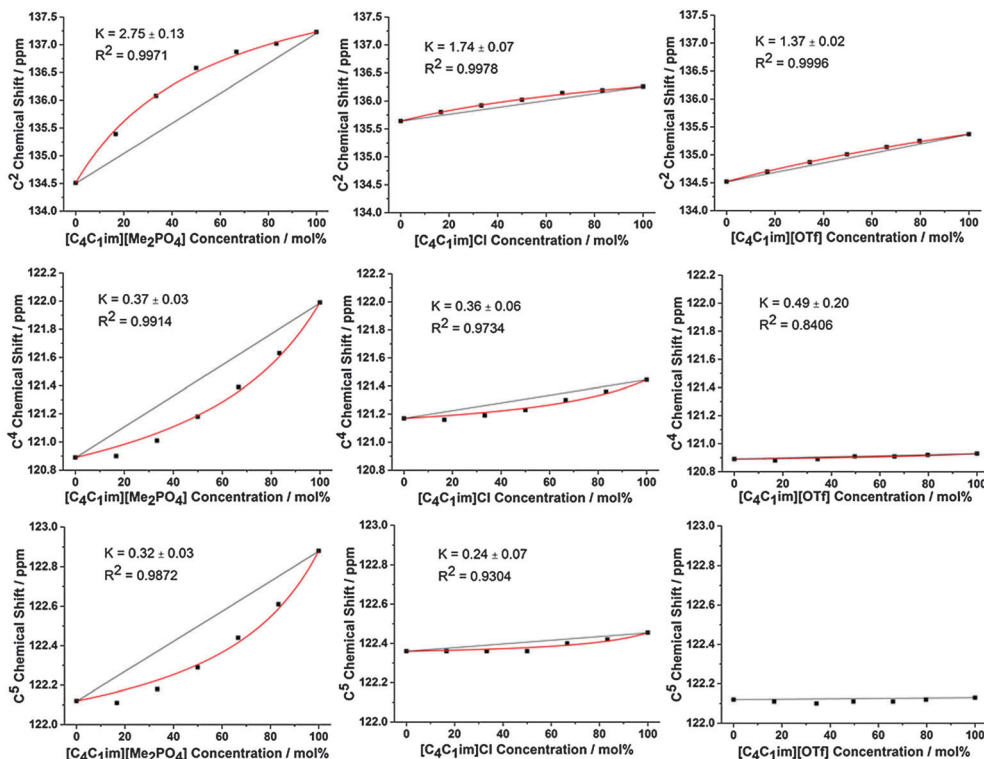 137.5
137.0
136.5
136.0
135.5
135.0
134.5
134.0
C² Chemical Shift / ppm
K = 2.75 ± 0.13
R² = 0.9971
0 20 40 60 80 100
[C₄C₁im][Me₂PO₄] Concentration / mol%
137.5
137.0
136.5
136.0
135.5
135.0
134.5
134.0
C² Chemical Shift / ppm
K = 1.74 ± 0.07
R² = 0.9978
0 20 40 60 80 100
[C₄C₁im]Cl Concentration / mol%
137.5
137.0
136.5
136.0
135.5
135.0
134.5
134.0
C² Chemical Shift / ppm
K = 1.37 ± 0.02
R² = 0.9996
0 20 40 60 80 100
[C₄C₁im][OTf] Concentration / mol%
122.2
122.0
121.8
121.6
121.4
121.2
121.0
120.8
C⁴ Chemical Shift / ppm
K = 0.37 ± 0.03
R² = 0.9914
0 20 40 60 80 100
[C₄C₁im][Me₂PO₄] Concentration / mol%
122.2
122.0
121.8
121.6
121.4
121.2
121.0
120.8
C⁴ Chemical Shift / ppm
K = 0.36 ± 0.06
R² = 0.9734
0 20 40 60 80 100
[C₄C₁im]Cl Concentration / mol%
122.2
122.0
121.8
121.6
121.4
121.2
121.0
120.8
C⁴ Chemical Shift / ppm
K = 0.49 ± 0.20
R² = 0.8406
0 20 40 60 80 100
[C₄C₁im][OTf] Concentration / mol%
123.0
122.8
122.6
122.4
122.2
122.0
C⁵ Chemical Shift / ppm
K = 0.32 ± 0.03
R² = 0.9872
0 20 40 60 80 100
[C₄C₁im][Me₂PO₄] Concentration / mol%
123.0
122.8
122.6
122.4
122.2
122.0
C⁵ Chemical Shift / ppm
K = 0.24 ± 0.07
R² = 0.9304
0 20 40 60 80 100
[C₄C₁im]Cl Concentration / mol%
123.0
122.8
122.6
122.4
122.2
122.0
C⁵ Chemical Shift / ppm
0 20 40 60 80 100
[C₄C₁im][OTf] Concentration / mol%